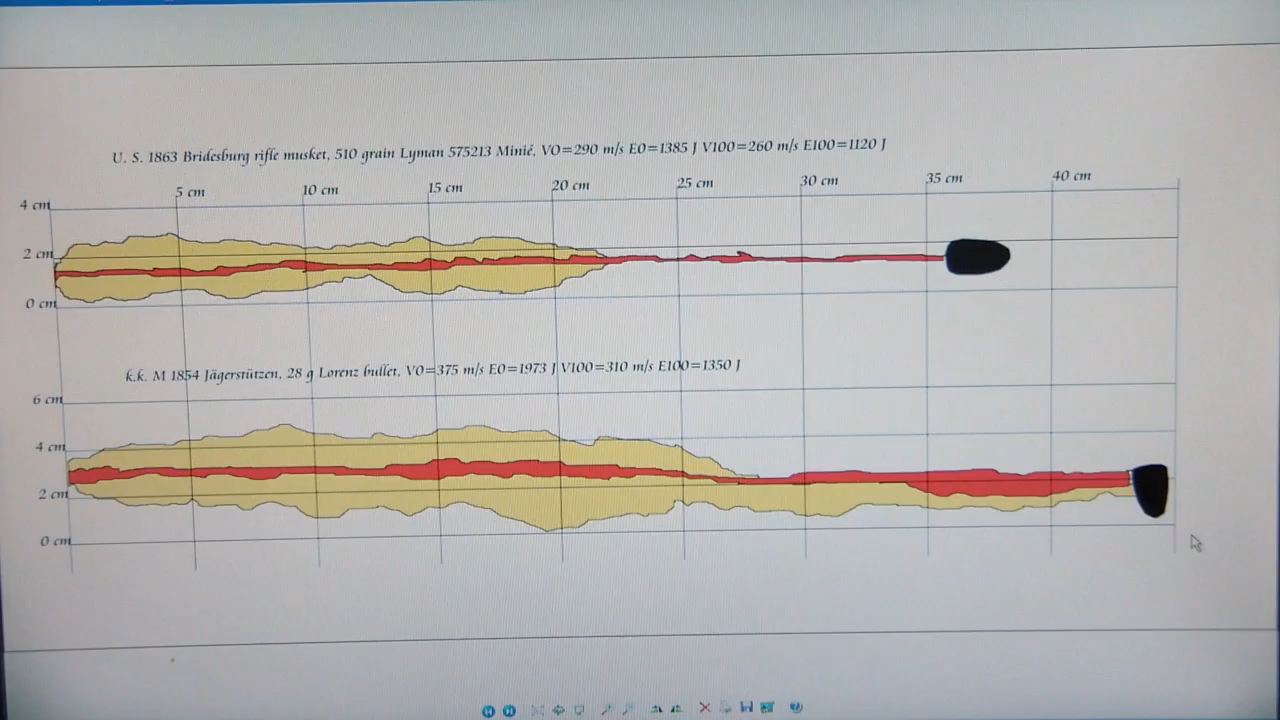 U. S. 1863 Bridesburg rifle musket, 510 grain Lyman 575213 Minié, V0=290 m/s E0=1385 J V100=260 m/s E100=1120 J
5 cm 10 cm 15 cm 20 cm 25 cm 30 cm 35 cm 40 cm
4 cm
2 cm
0 cm
k.k. M 1854 Jägerstützen, 28 g Lorenz bullet, V0=375 m/s E0=1973 J V100=310 m/s E100=1350 J
6 cm
4 cm
2 cm
0 cm